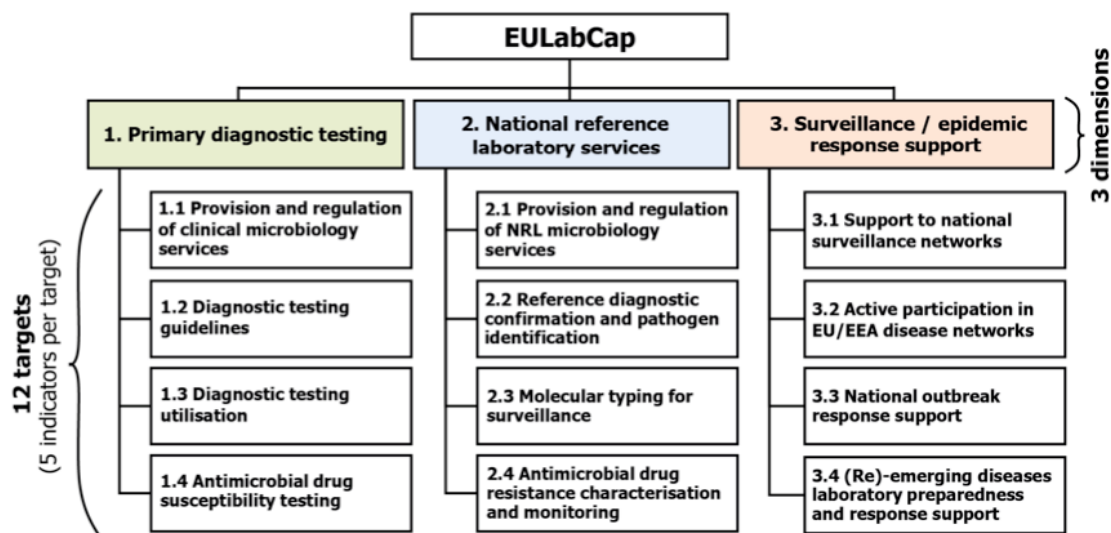 EULabCap
1. Primary diagnostic testing
2. National reference
laboratory services
3. Surveillance / epidemic
response support
3 dimensions
12 targets
(5 indicators per target)
1.1 Provision and regulation
of clinical microbiology
services
1.2 Diagnostic testing
guidelines
1.3 Diagnostic testing
utilisation
1.4 Antimicrobial drug
susceptibility testing
2.1 Provision and regulation
of NRL microbiology
services
2.2 Reference diagnostic
confirmation and pathogen
identification
2.3 Molecular typing for
surveillance
2.4 Antimicrobial drug
resistance characterisation
and monitoring
3.1 Support to national
surveillance networks
3.2 Active participation in
EU/EEA disease networks
3.3 National outbreak
response support
3.4 (Re)-emerging diseases
laboratory preparedness
and response support